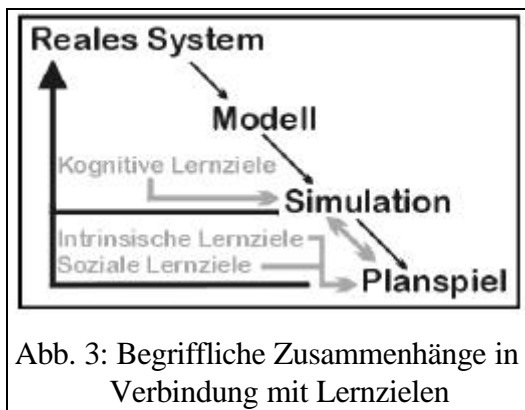 Reales System
Modell
Kognitive Lernziele
Simulation
Intrinsische Lernziele
Soziale Lernziele
Planspiel
Abb. 3: Begriffliche Zusammenhänge in
Verbindung mit Lernzielen